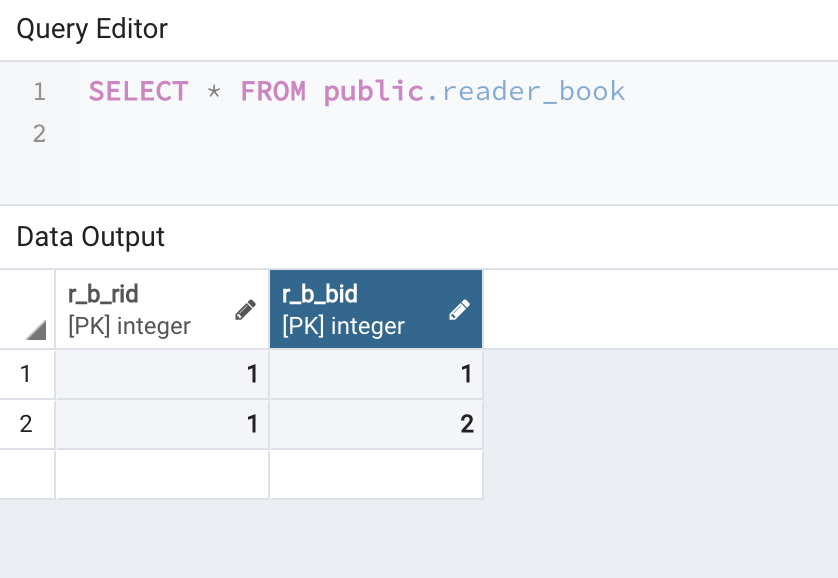 Query Editor
1 SELECT * FROM public.reader_book
2
Data Output
r_b_rid r_b_bid
[PK] integer [PK] integer
1 1 1
2 1 2